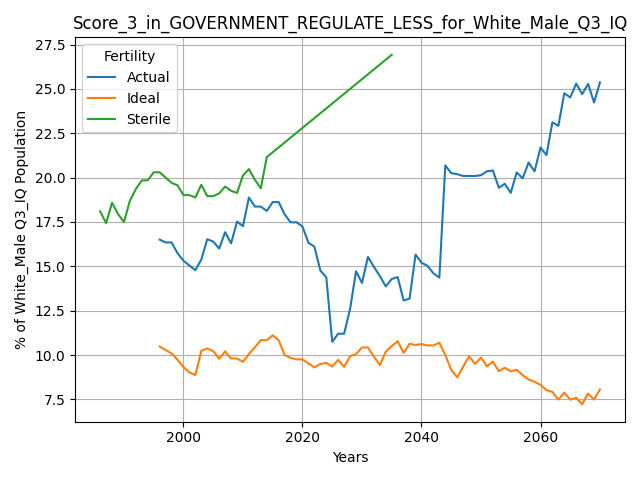 Score_3_in_GOVERNMENT_REGULATE_LESS_for_White_Male_Q3_IQ
27.5
25.0
22.5
20.0
17.5
15.0
12.5
10.0
7.5
% of White_Male Q3_IQ Population
Fertility
Actual
Ideal
Sterile
2000
2020
2040
2060
Years